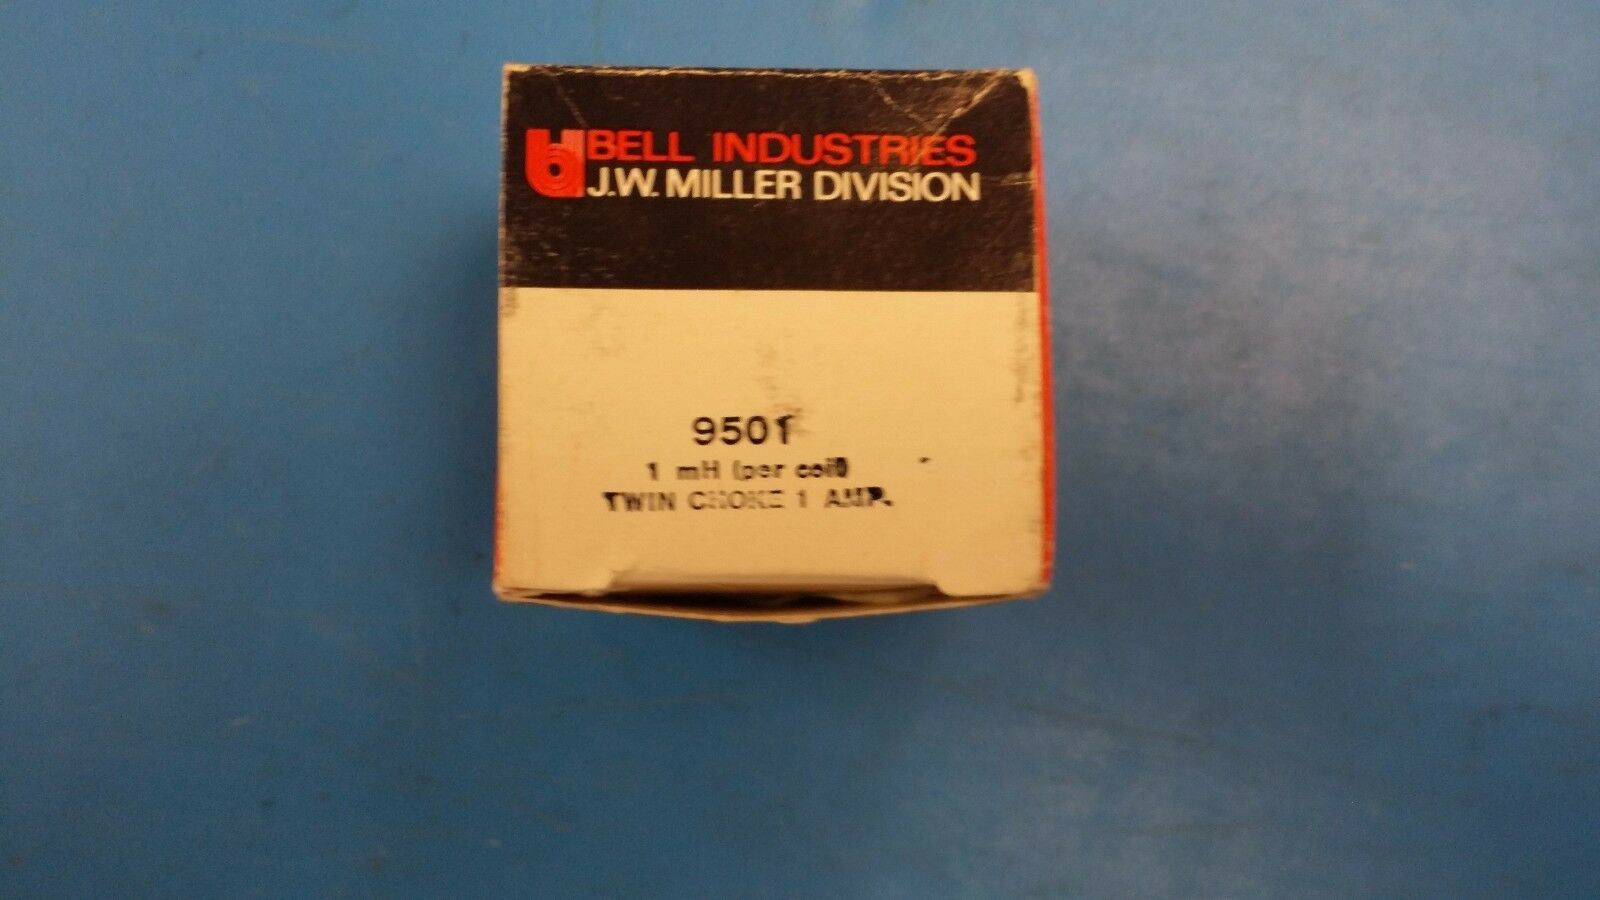 BELL INDUSTRIES
J.W. MILLER DIVISION
9501
1 mH (per coil)
TWIN CHOKE 1 AMP.